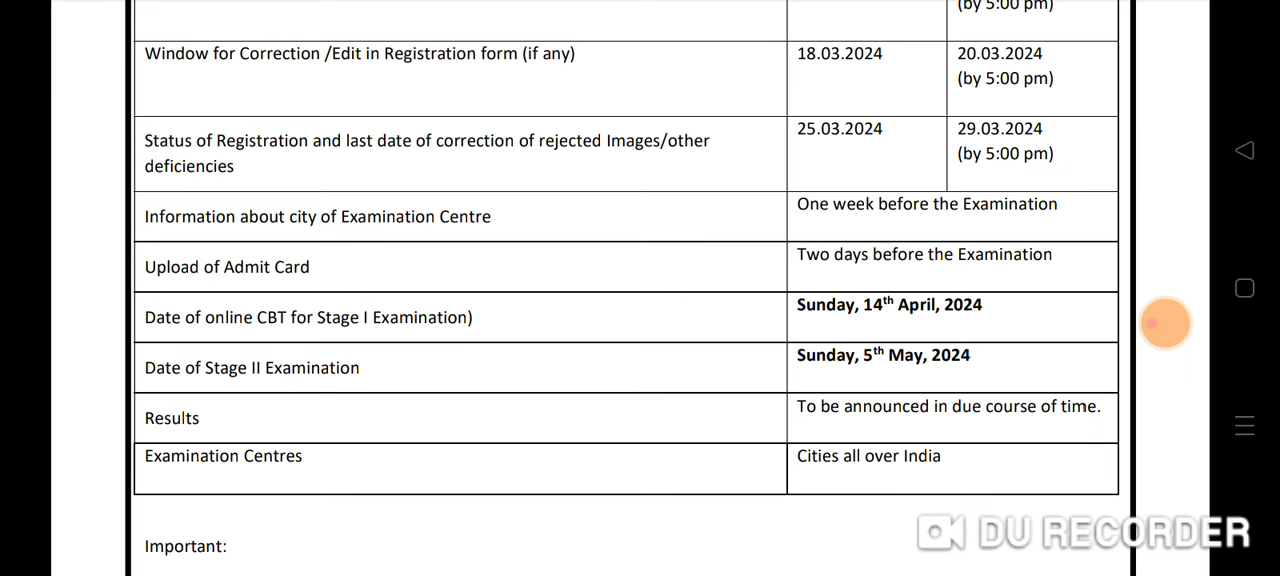 (by 5:00 pm)
Window for Correction /Edit in Registration form (if any)
18.03.2024
20.03.2024
(by 5:00 pm)
Status of Registration and last date of correction of rejected Images/other
deficiencies
25.03.2024
29.03.2024
(by 5:00 pm)
Information about city of Examination Centre
One week before the Examination
Upload of Admit Card
Two days before the Examination
Date of online CBT for Stage I Examination)
Sunday, 14th April, 2024
Date of Stage II Examination
Sunday, 5th May, 2024
Results
To be announced in due course of time.
Examination Centres
Cities all over India
Important:
DU RECORDER